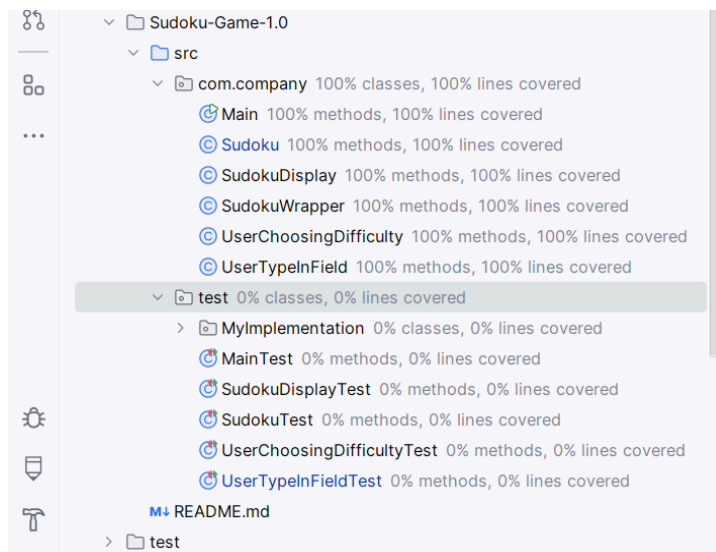 Sudoku-Game-1.0
src
com.company 100% classes, 100% lines covered
Main 100% methods, 100% lines covered
Sudoku 100% methods, 100% lines covered
SudokuDisplay 100% methods, 100% lines covered
SudokuWrapper 100% methods, 100% lines covered
UserChoosingDifficulty 100% methods, 100% lines covered
UserTypeInField 100% methods, 100% lines covered
test 0% classes, 0% lines covered
MyImplementation 0% classes, 0% lines covered
MainTest 0% methods, 0% lines covered
SudokuDisplayTest 0% methods, 0% lines covered
SudokuTest 0% methods, 0% lines covered
UserChoosingDifficultyTest 0% methods, 0% lines covered
UserTypeInFieldTest 0% methods, 0% lines covered
M↓ README.md
test